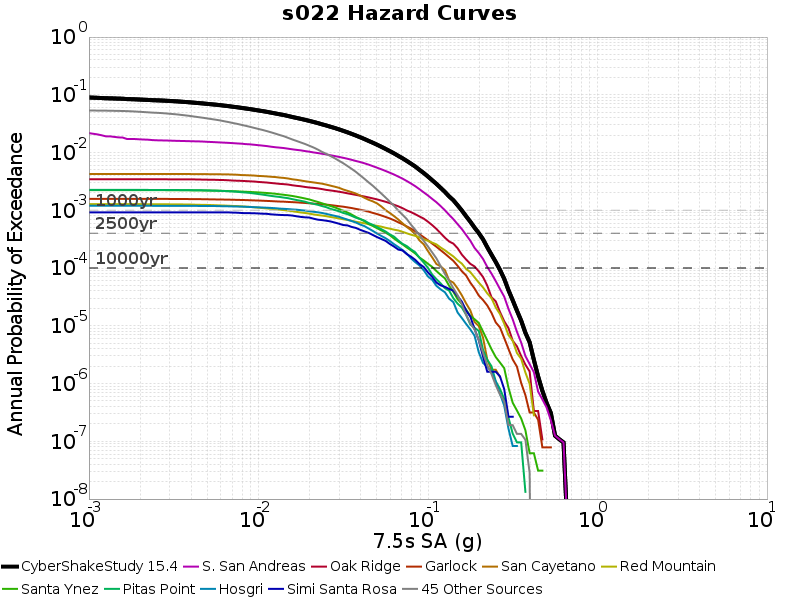 s022 Hazard Curves
Annual Probability of Exceedance
10^0
10^-1
10^-2
10^-3
10^-4
10^-5
10^-6
10^-7
10^-8
1000yr
2500yr
10000yr
10^-3 10^-2 10^-1 10^0 10^1
7.5s SA (g)
CyberShakeStudy 15.4 S. San Andreas Oak Ridge Garlock San Cayetano Red Mountain
Santa Ynez Pitas Point Hosgri Simi Santa Rosa 45 Other Sources